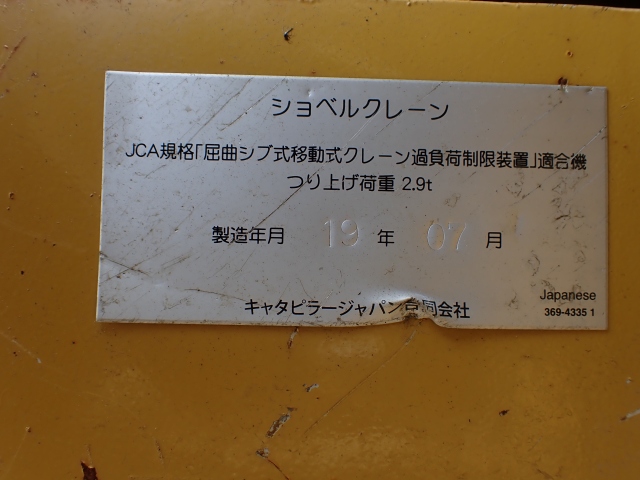 ショベルクレーン
JCA規格「屈曲ジブ式移動式クレーン過負荷制限装置」適合機
つり上げ荷重 2.9t
製造年月 19 年 07 月
キャタピラージャパン合同会社
Japanese
369-4335 1